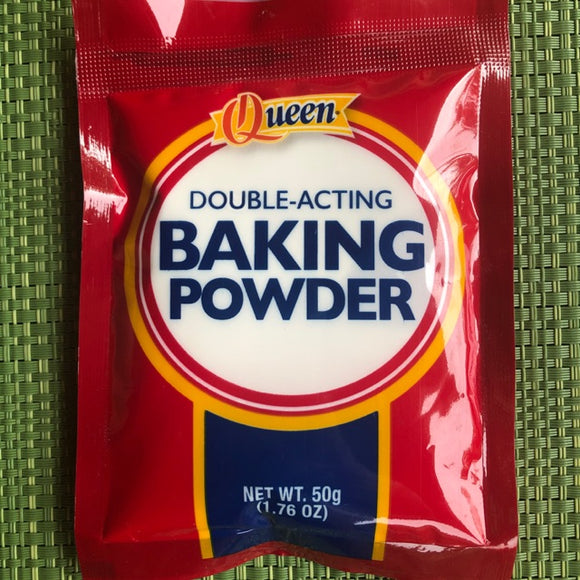 Queen
DOUBLE-ACTING
BAKING
POWDER
NET WT. 50g
(1.76 OZ)